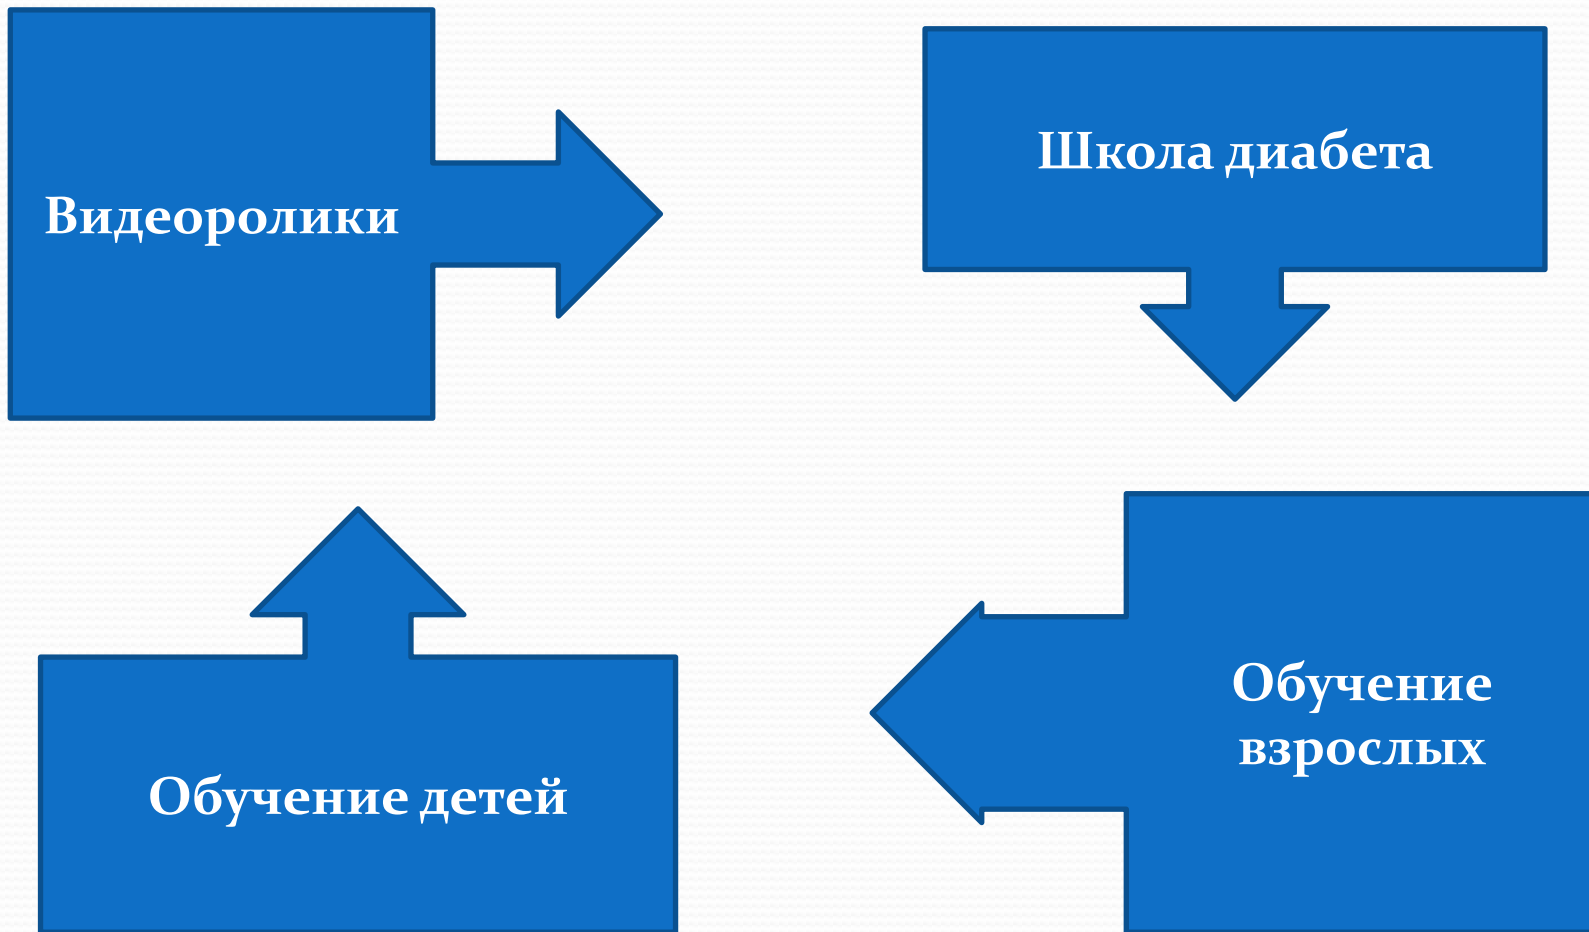 Видеоролики
Школа диабета
Обучение
взрослых
Обучение детей